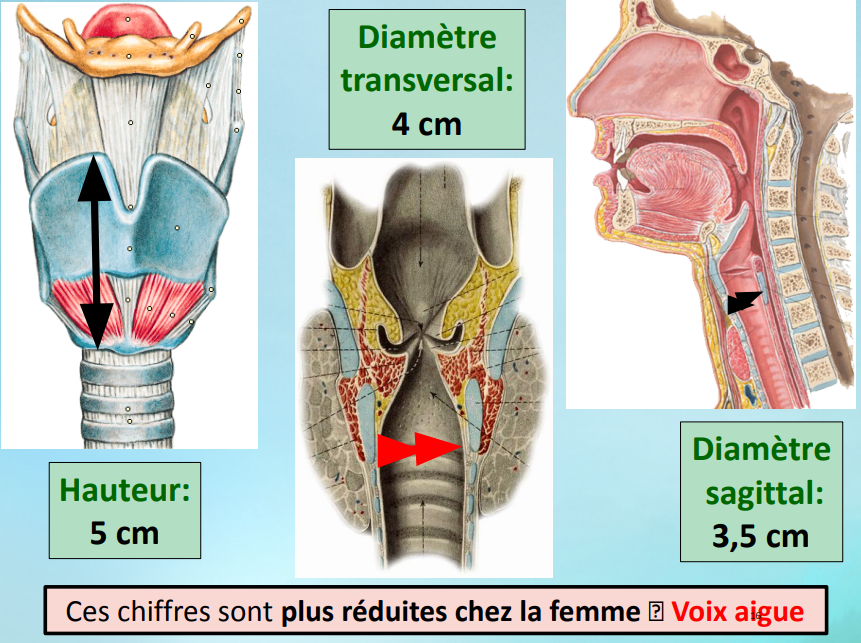 Diamètre
transversal:
4 cm
Hauteur:
5 cm
Diamètre
sagittal:
3,5 cm
Ces chiffres sont plus réduites chez la femme ⍰ Voix aigue